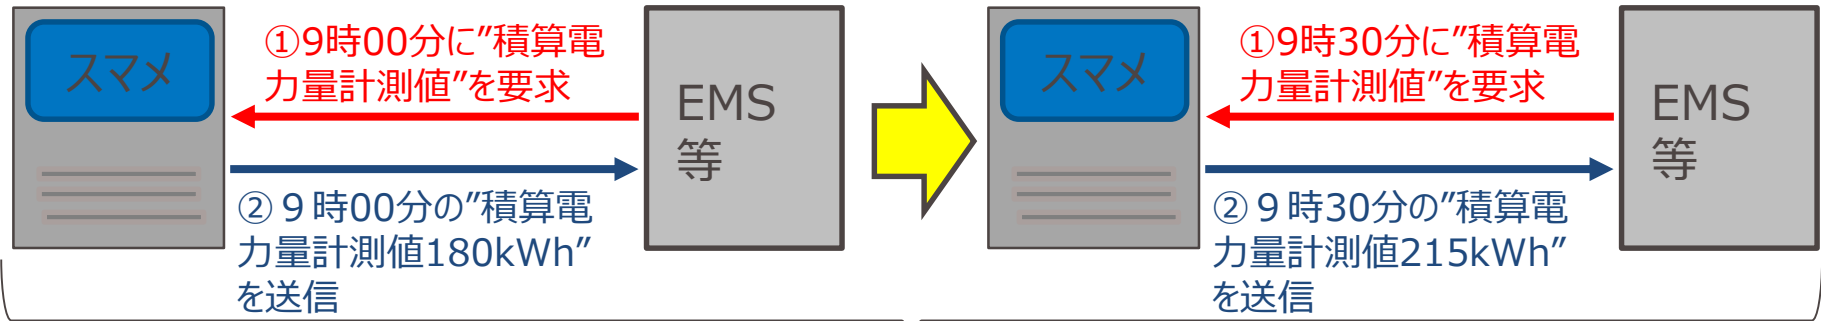 スマメ
①9時00分に”積算電
力量計測値”を要求
EMS
等
②９時00分の”積算電
力量計測値180kWh”
を送信
スマメ
①9時30分に”積算電
力量計測値”を要求
EMS
等
②９時30分の”積算電
力量計測値215kWh”
を送信